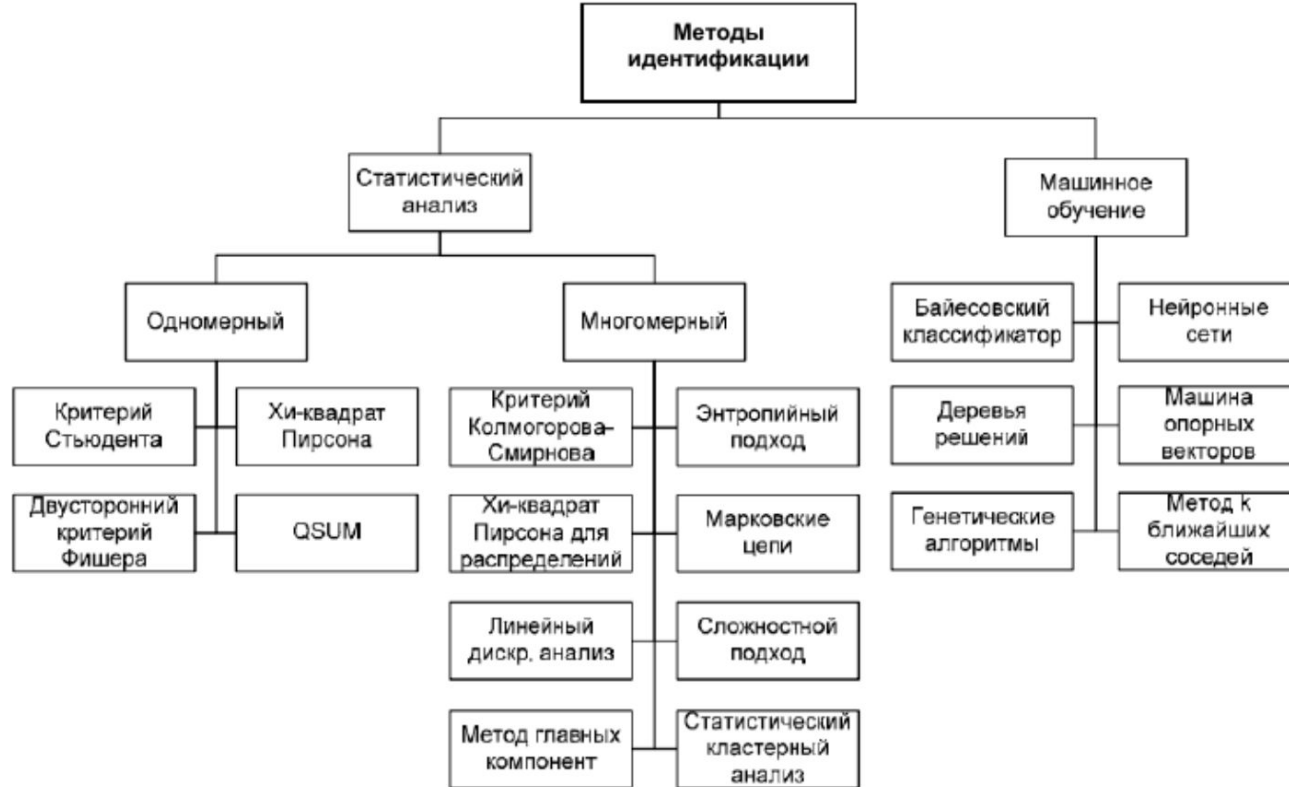 Методы
идентификации
Статистический
анализ
Машинное
обучение
Одномерный
Многомерный
Байесовский
классификатор
Нейронные
сети
Критерий
Стьюдента
Хи-квадрат
Пирсона
Критерий
Колмогорова–
Смирнова
Энтропийный
подход
Деревья
решений
Машина
опорных
векторов
Двусторонний
критерий
Фишера
QSUM
Хи-квадрат
Пирсона для
распределений
Марковские
цепи
Генетические
алгоритмы
Метод k
ближайших
соседей
Линейный
дискр. анализ
Сложностной
подход
Метод главных
компонент
Статистический
кластерный
анализ